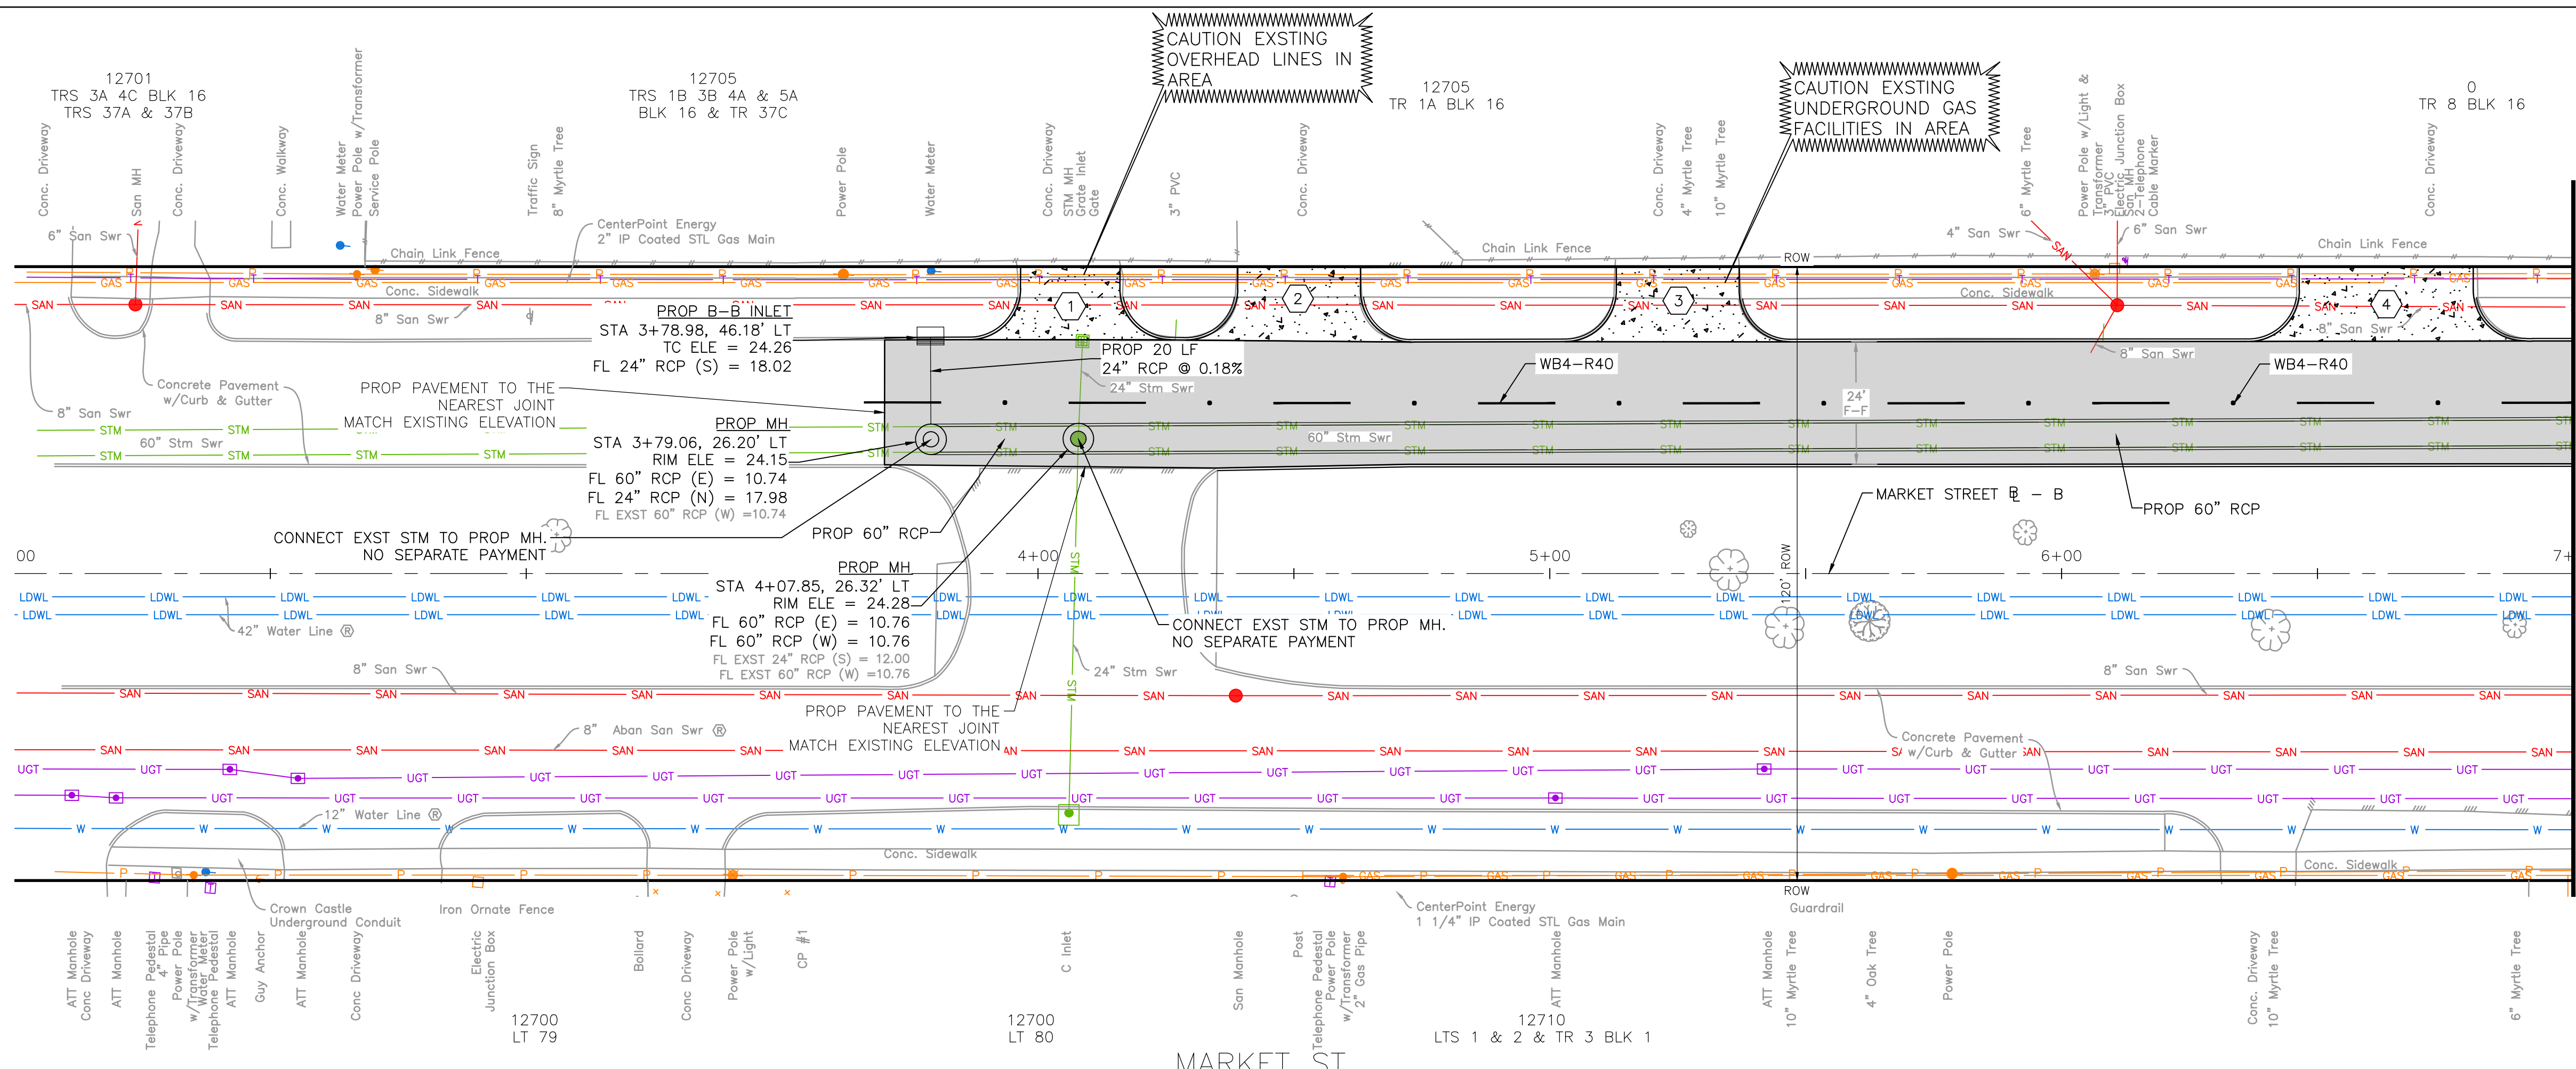 CAUTION EXSTING
OVERHEAD LINES IN
AREA
CAUTION EXSTING
UNDERGROUND GAS
FACILITIES IN AREA
12701
TRS 3A 4C BLK 16
TRS 37A & 37B
12705
TRS 1B 3B 4A & 5A
BLK 16 & TR 37C
12705
TR 1A BLK 16
0
TR 8 BLK 16
Conc. Driveway
San MH
Conc. Driveway
Conc. Walkway
Water Meter
Power Pole w/Transformer
Service Pole
Traffic Sign
8" Myrtle Tree
Power Pole
Water Meter
Conc. Driveway
STM MH
Grate Inlet
Gate
3" PVC
Conc. Driveway
Conc. Driveway
4" Myrtle Tree
10" Myrtle Tree
6" Myrtle Tree
Power Pole w/Light &
Transformer
3" PVC
Electric Junction Box
San MH
2-Telephone
Cable Marker
Conc. Driveway
6" San Swr
CenterPoint Energy
2" IP Coated STL Gas Main
Chain Link Fence
Chain Link Fence
4" San Swr
6" San Swr
Chain Link Fence
ROW
Conc. Sidewalk
Conc. Sidewalk
8" San Swr
8" San Swr
1
2
3
4
PROP B-B INLET
STA 3+78.98, 46.18' LT
TC ELE = 24.26
FL 24" RCP (S) = 18.02
PROP 20 LF
24" RCP @ 0.18%
24" Stm Swr
WB4-R40
WB4-R40
8" San Swr
24'
F-F
Concrete Pavement
w/Curb & Gutter
8" San Swr
60" Stm Swr
PROP PAVEMENT TO THE
NEAREST JOINT
MATCH EXISTING ELEVATION
PROP MH
STA 3+79.06, 26.20' LT
RIM ELE = 24.15
FL 60" RCP (E) = 10.74
FL 24" RCP (N) = 17.98
FL EXST 60" RCP (W) =10.74
60" Stm Swr
MARKET STREET ℄ - B
PROP 60" RCP
CONNECT EXST STM TO PROP MH.
NO SEPARATE PAYMENT
PROP 60" RCP
00
4+00
5+00
6+00
7+
120' ROW
PROP MH
STA 4+07.85, 26.32' LT
RIM ELE = 24.28
FL 60" RCP (E) = 10.76
FL 60" RCP (W) = 10.76
FL EXST 24" RCP (S) = 12.00
FL EXST 60" RCP (W) =10.76
CONNECT EXST STM TO PROP MH.
NO SEPARATE PAYMENT
42" Water Line Ⓡ
8" San Swr
24" Stm Swr
8" San Swr
PROP PAVEMENT TO THE
NEAREST JOINT
MATCH EXISTING ELEVATION
8" Aban San Swr Ⓡ
Concrete Pavement
w/Curb & Gutter
12" Water Line Ⓡ
Conc. Sidewalk
Conc. Sidewalk
ROW
Crown Castle
Underground Conduit
Iron Ornate Fence
CenterPoint Energy
1 1/4" IP Coated STL Gas Main
Guardrail
ATT Manhole
Conc Driveway
ATT Manhole
Telephone Pedestal
4" Pipe
Power Pole
w/Transformer
Water Meter
Telephone Pedestal
ATT Manhole
Guy Anchor
ATT Manhole
Conc Driveway
Electric
Junction Box
Bollard
Conc Driveway
Power Pole
w/Light
CP #1
C Inlet
San Manhole
Post
Telephone Pedestal
Power Pole
w/Transformer
2" Gas Pipe
ATT Manhole
ATT Manhole
10" Myrtle Tree
4" Oak Tree
Power Pole
Conc. Driveway
10" Myrtle Tree
6" Myrtle Tree
12700
LT 79
12700
LT 80
12710
LTS 1 & 2 & TR 3 BLK 1
MARKET ST